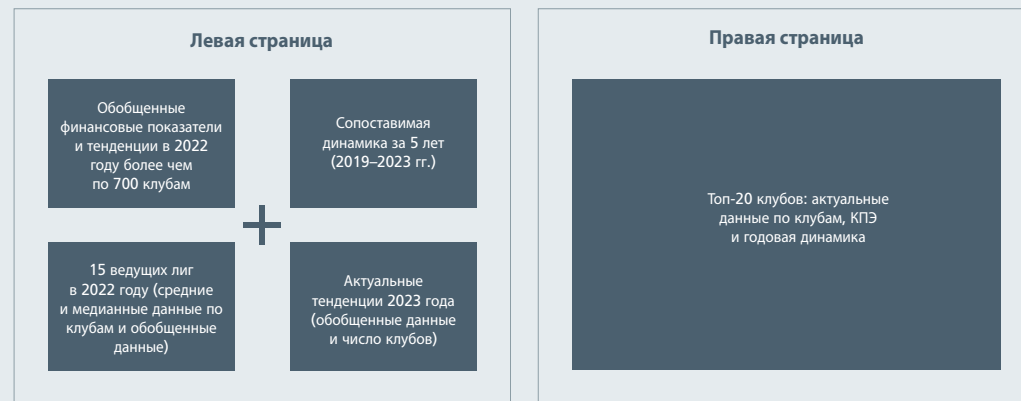 Левая страница
Обобщенные
финансовые показатели
и тенденции в 2022
году более чем
по 700 клубам
Сопоставимая
динамика за 5 лет
(2019–2023 гг.)
15 ведущих лиг
в 2022 году (средние
и медианные данные по
клубам и обобщенные
данные)
Актуальные
тенденции 2023 года
(обобщенные данные
и число клубов)
Правая страница
Топ-20 клубов: актуальные
данные по клубам, КПЭ
и годовая динамика